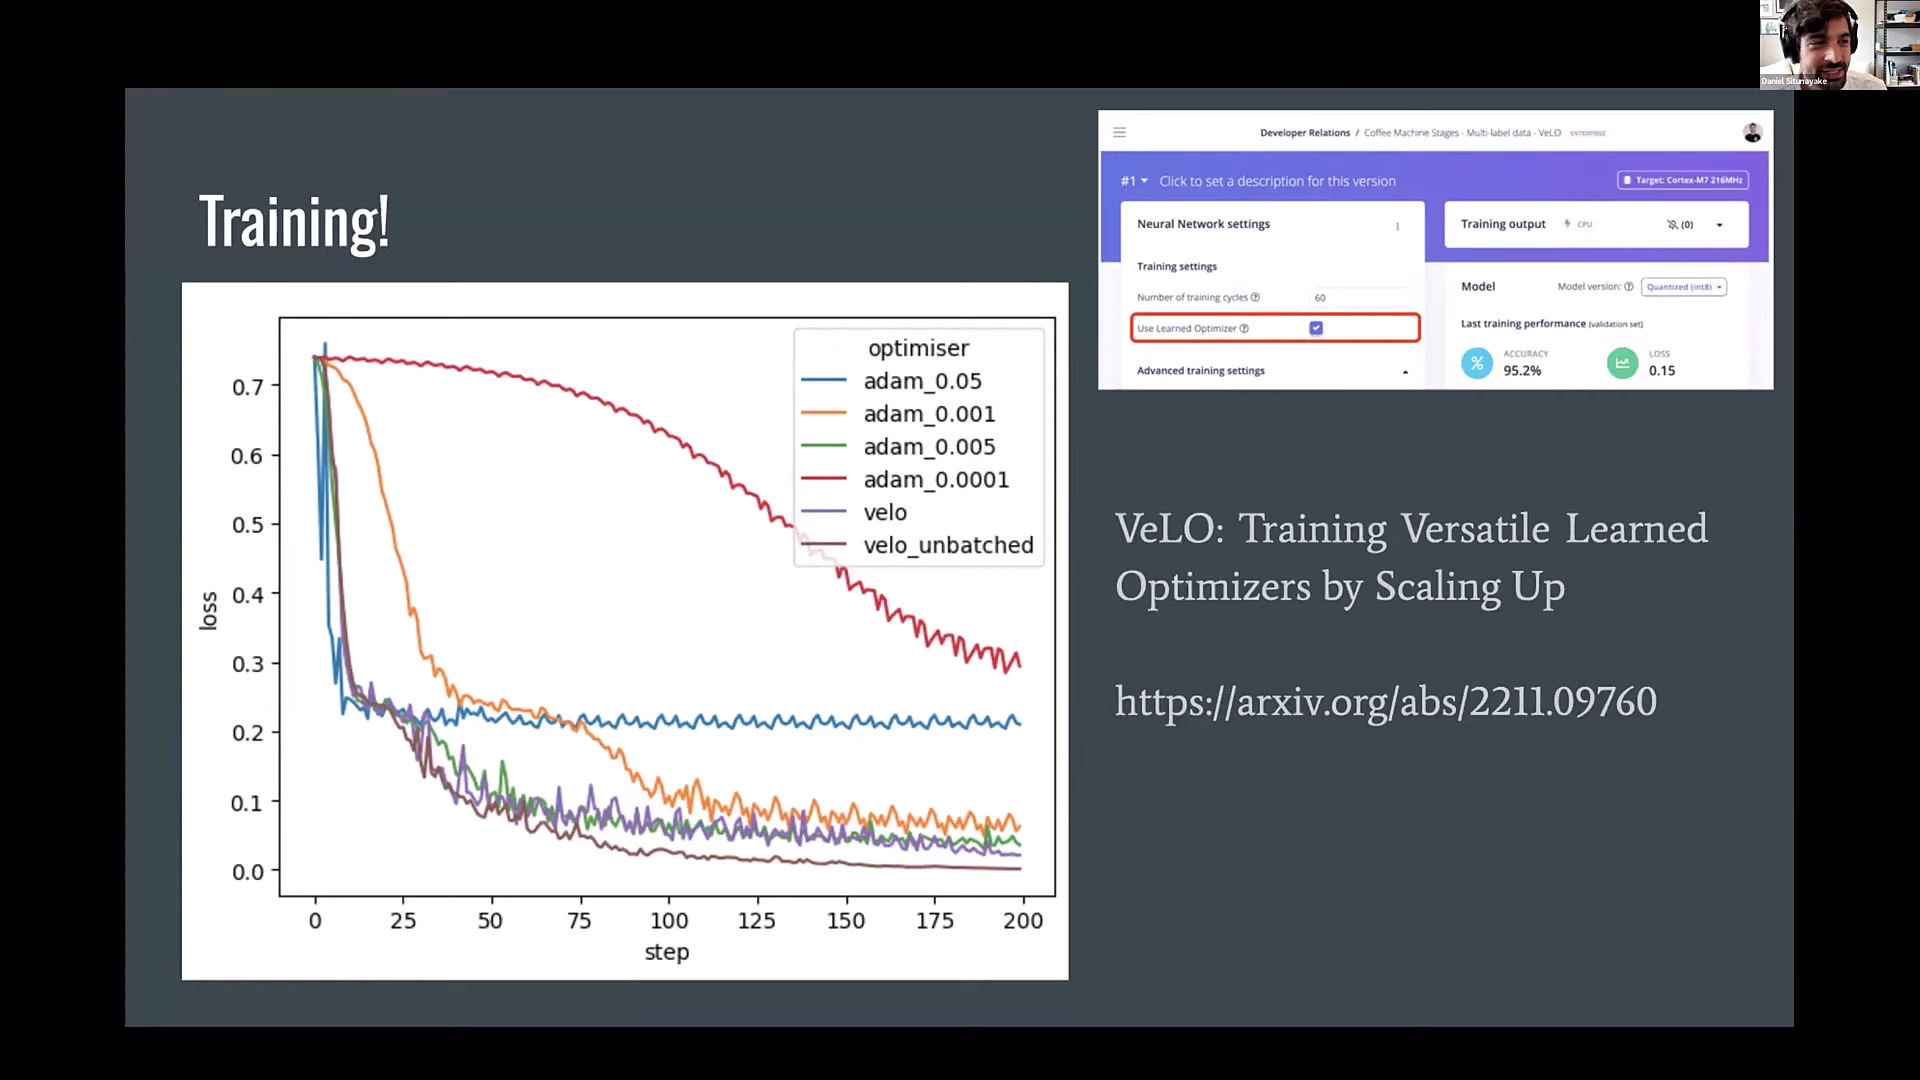 Daniel Situnayake
Developer Relations / Coffee Machine Stages - Multi-label data - VeLO ENTERPRISE
#1 Click to set a description for this version
Target: Cortex-M7 216MHz
Neural Network settings
Training settings
Number of training cycles ?
60
Use Learned Optimizer ?
Advanced training settings
Training output CPU (0)
Model
Model version: ? Quantized (int8)
Last training performance (validation set)
% ACCURACY
95.2%
LOSS
0.15
Training!
optimiser
adam_0.05
adam_0.001
adam_0.005
adam_0.0001
velo
velo_unbatched
loss
0.7
0.6
0.5
0.4
0.3
0.2
0.1
0.0
0 25 50 75 100 125 150 175 200
step
VeLO: Training Versatile Learned
Optimizers by Scaling Up
https://arxiv.org/abs/2211.09760